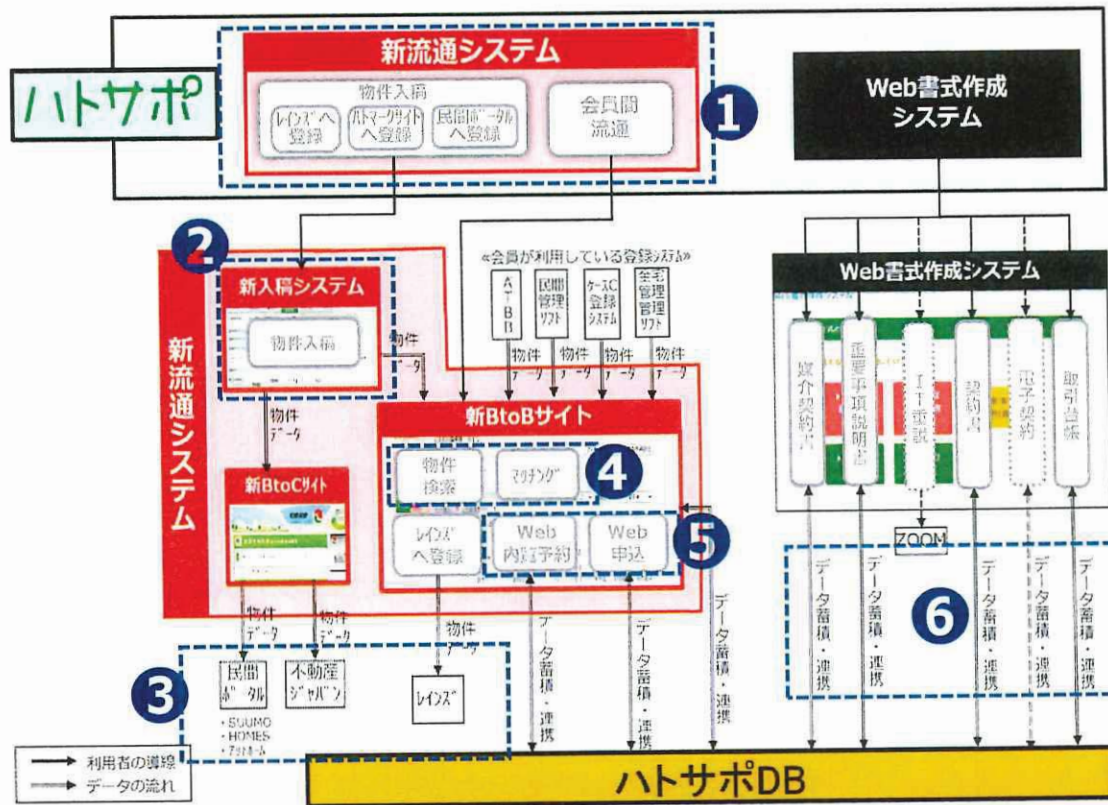 新流通システム
ハトサポ
物件入稿
レインズへ
登録
ハトマークサイト
へ登録
民間ポータル
へ登録
会員間
流通
1
Web書式作成
システム
2
≪会員が利用している登録システム≫
新入稿システム
物件入稿
ATBB
民間管理ソフト
ケースC登録システム
管理管理ソフト
物件
データ
物件
データ
物件
データ
物件
データ
物件
データ
物件
データ
新流通システム
新BtoBサイト
物件
検索
マッチング
4
レインズ
へ登録
Web
内覧予約
Web
申込
5
新BtoCサイト
物件
データ
物件
データ
物件
データ
3
民間
ポータル
・SUUMO
・HOMES
・アットホーム
不動産
ジャパン
レインズ
データ蓄積・連携
データ蓄積・連携
データ蓄積・連携
Web書式作成システム
媒介契約書
重要事項説明書
IT重説
契約書
電子契約
取引台帳
ZOOM
6
データ蓄積・連携
データ蓄積・連携
データ蓄積・連携
データ蓄積・連携
データ蓄積・連携
利用者の導線
データの流れ
ハトサポDB